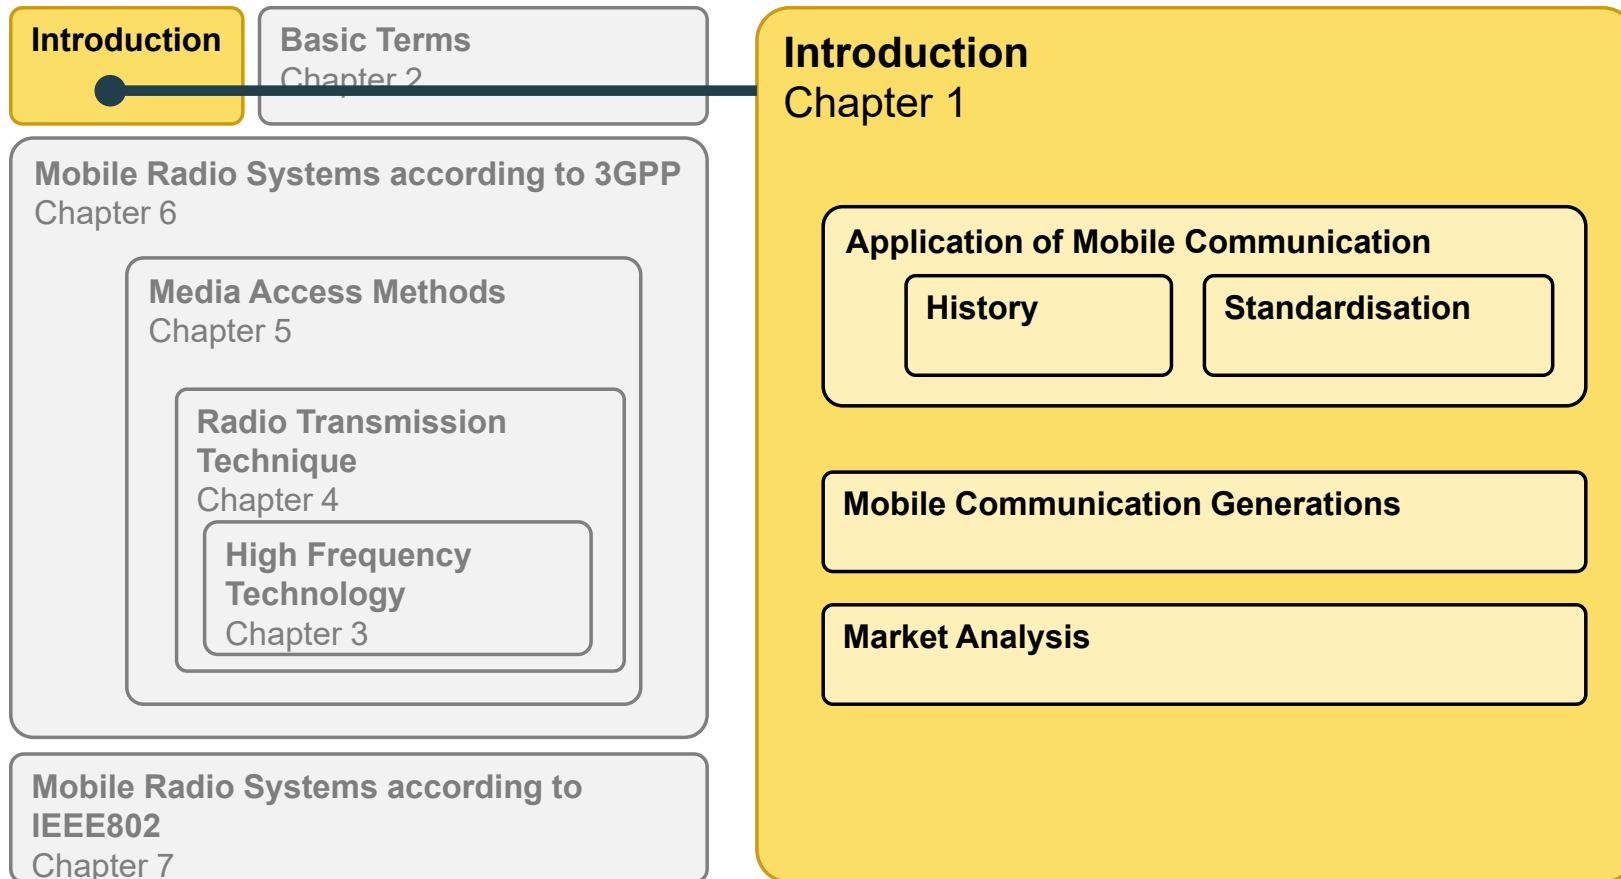 Introduction
Basic Terms
Chapter 2
Mobile Radio Systems according to 3GPP
Chapter 6
Media Access Methods
Chapter 5
Radio Transmission
Technique
Chapter 4
High Frequency
Technology
Chapter 3
Mobile Radio Systems according to
IEEE802
Chapter 7
Introduction
Chapter 1
Application of Mobile Communication
History
Standardisation
Mobile Communication Generations
Market Analysis